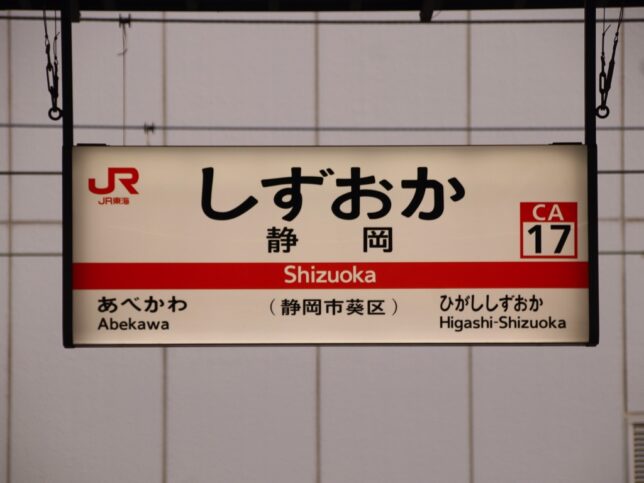 JR
JR東海
しずおか
静岡
CA
17
Shizuoka
あべかわ
Abekawa
(静岡市葵区)
ひがししずおか
Higashi-Shizuoka